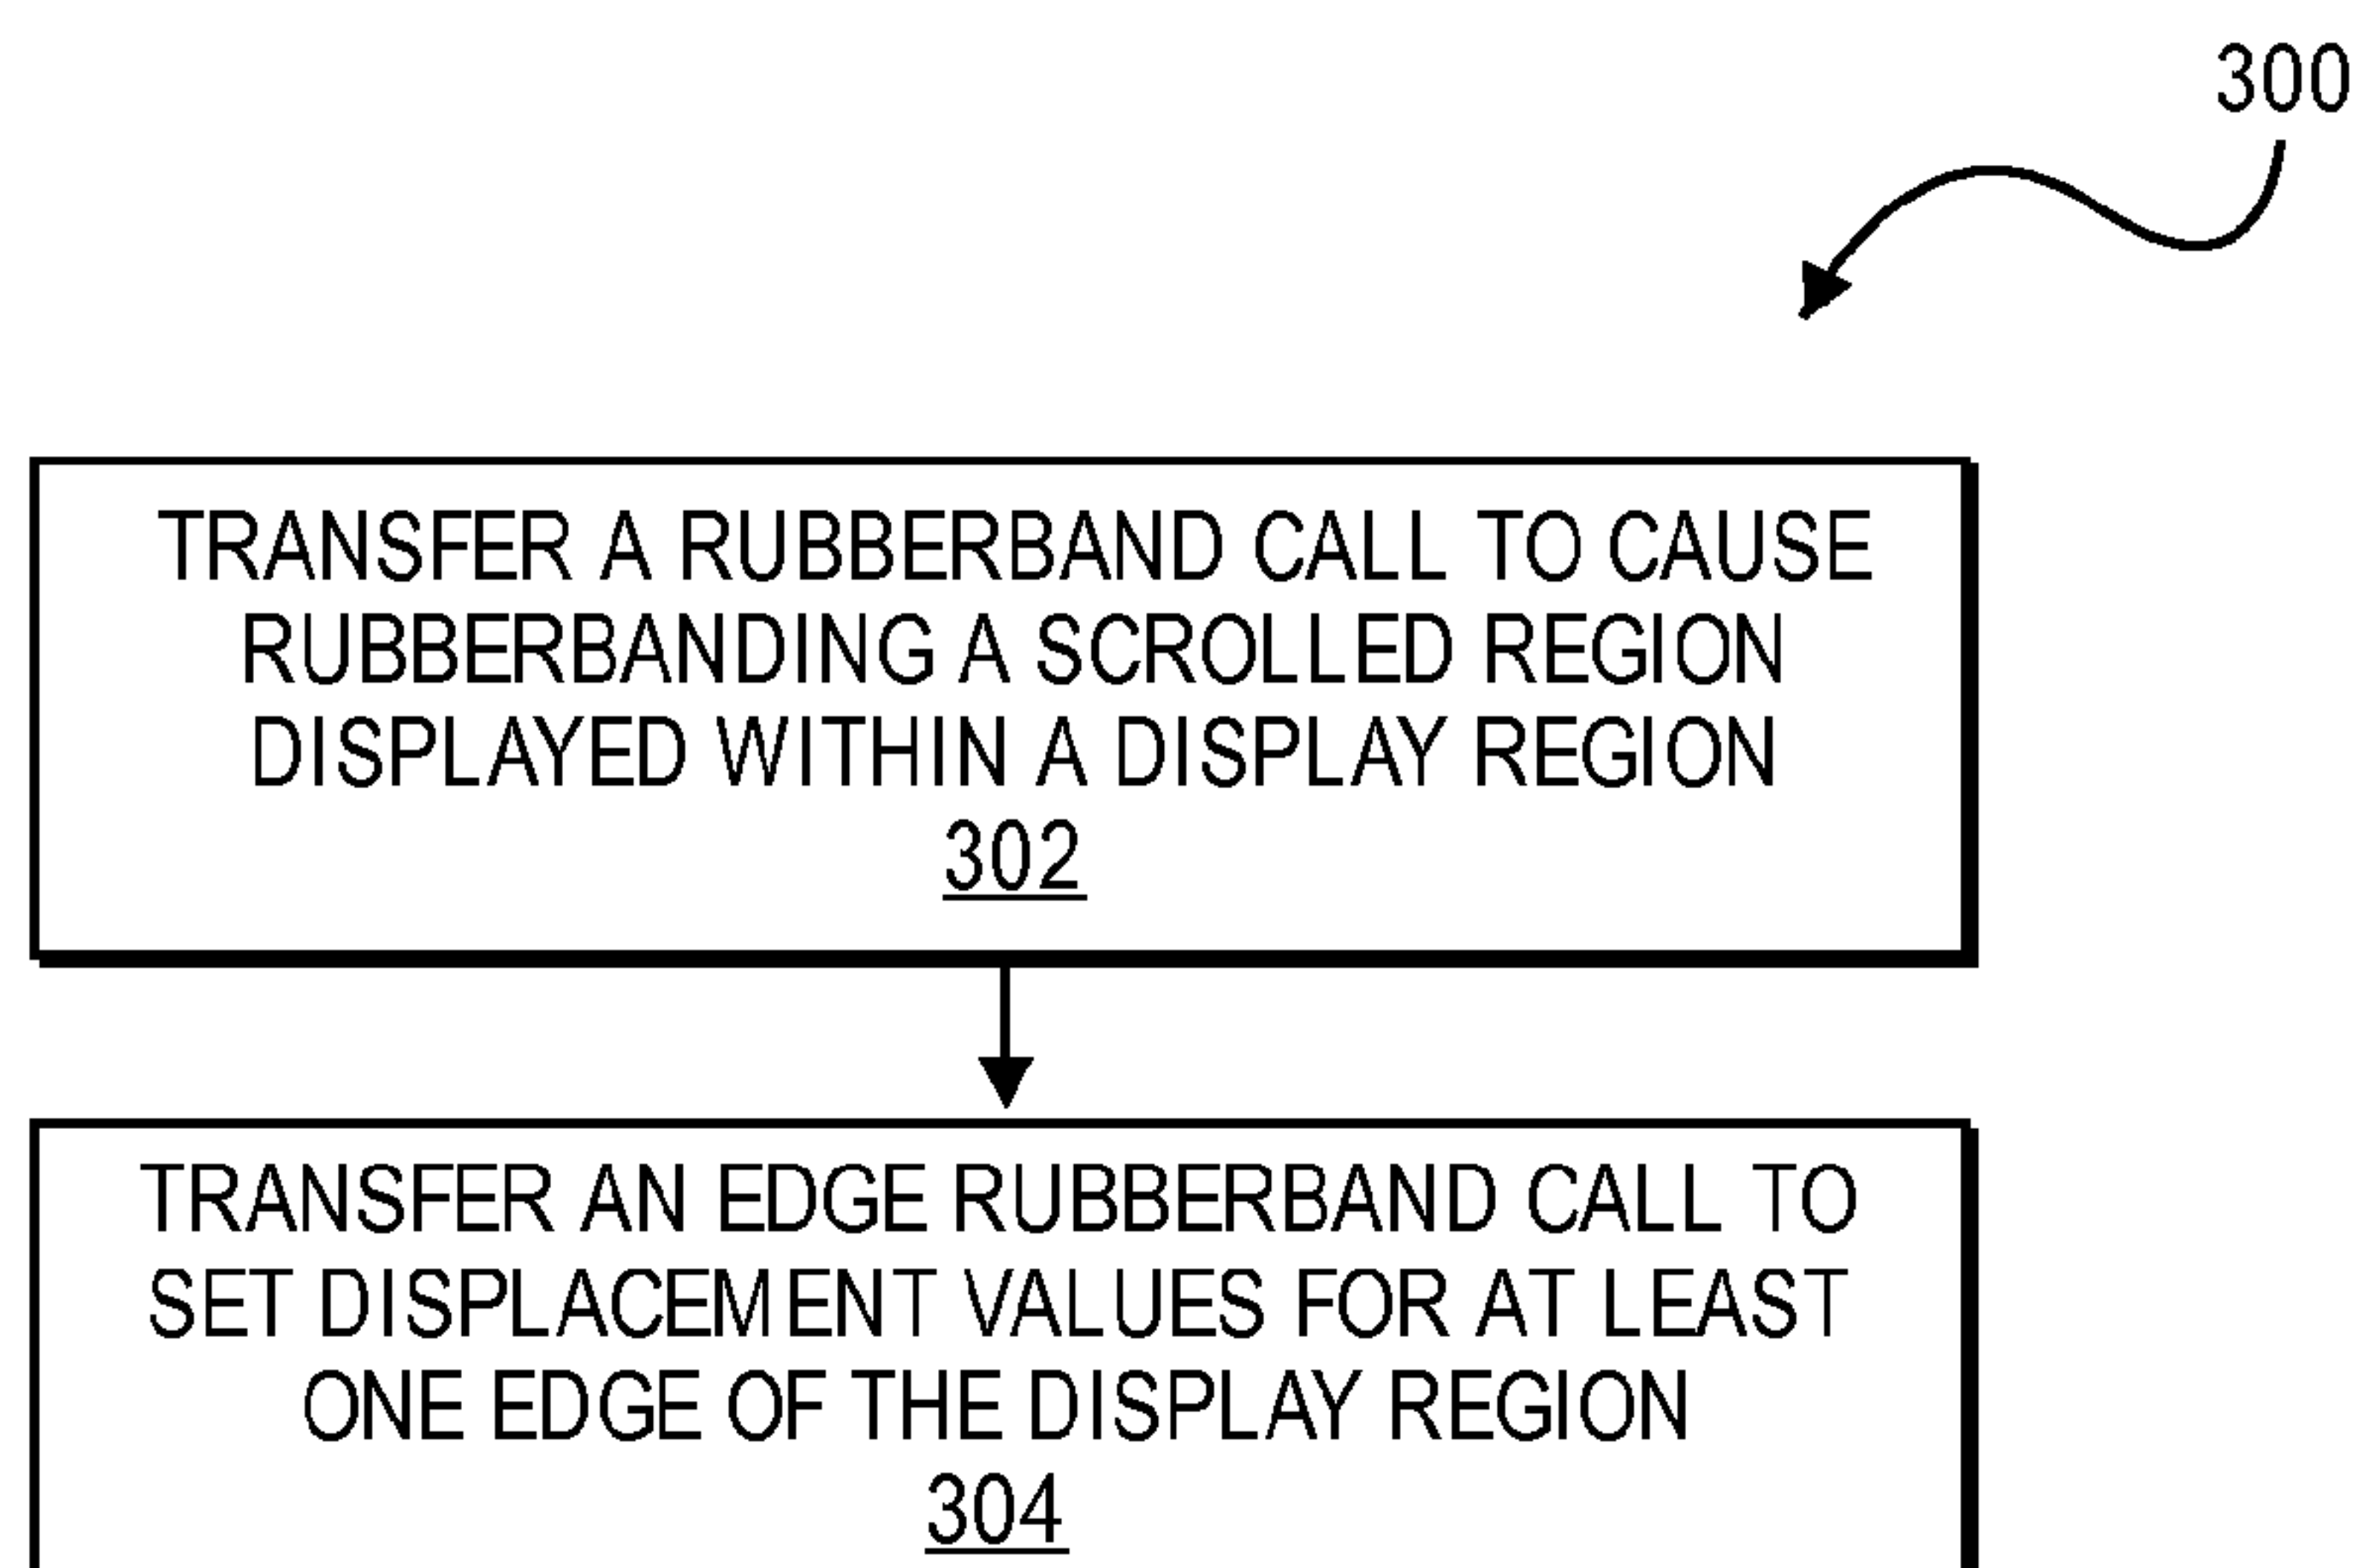 300
TRANSFER A RUBBERBAND CALL TO CAUSE
RUBBERBANDING A SCROLLED REGION
DISPLAYED WITHIN A DISPLAY REGION
302
TRANSFER AN EDGE RUBBERBAND CALL TO
SET DISPLACEMENT VALUES FOR AT LEAST
ONE EDGE OF THE DISPLAY REGION
304